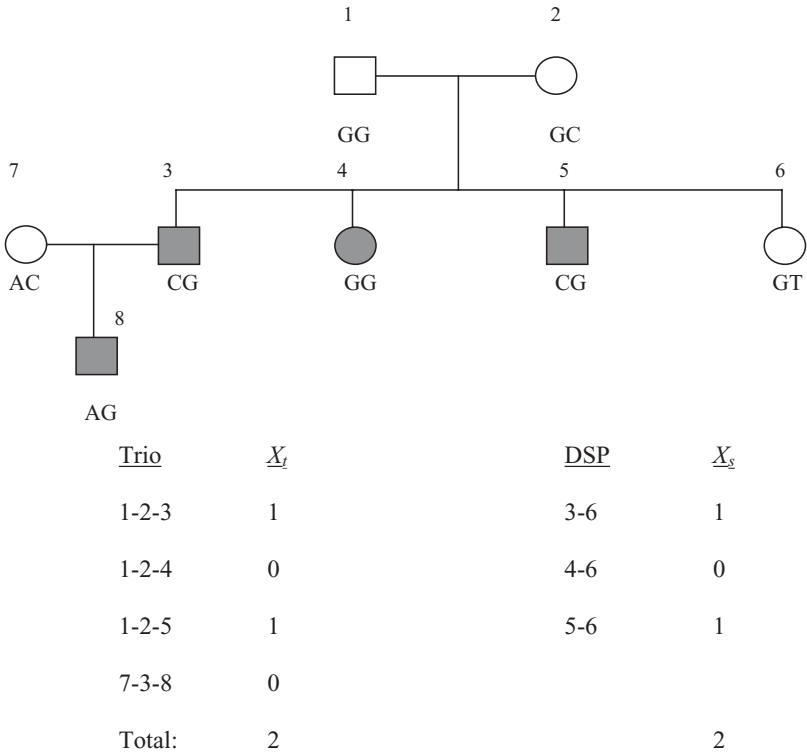 1 2
GG GC
7 3 4 5 6
AC CG GG CG GT
8
AG
Trio X_t DSP X_s
1-2-3 1 3-6 1
1-2-4 0 4-6 0
1-2-5 1 5-6 1
7-3-8 0
Total: 2 2